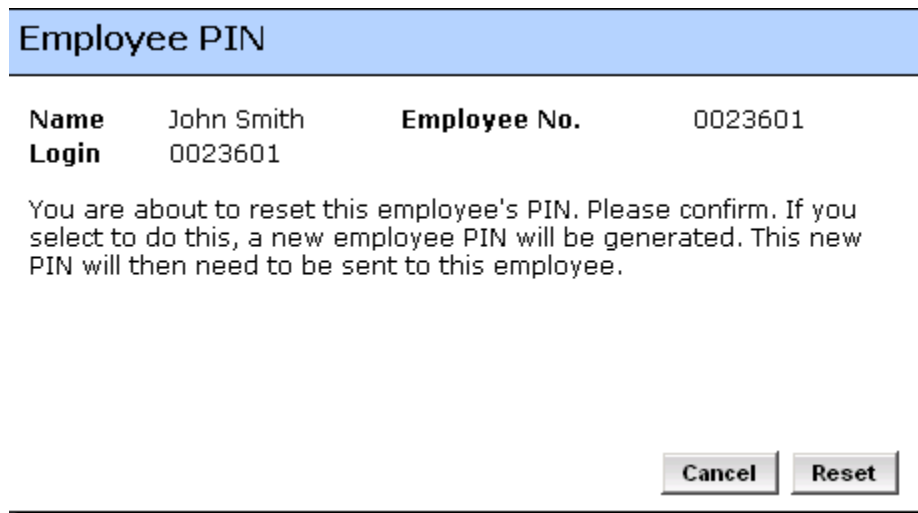 Employee PIN
Name John Smith Employee No. 0023601
Login 0023601
You are about to reset this employee's PIN. Please confirm. If you
select to do this, a new employee PIN will be generated. This new
PIN will then need to be sent to this employee.
Cancel Reset